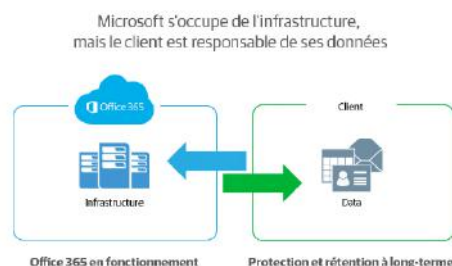 Microsoft s'occupe de l'infrastructure,
mais le client est responsable de ses données
Office 365
Client
Infrastructure
Data
Office 365 en fonctionnement
Protection et rétention à long-terme